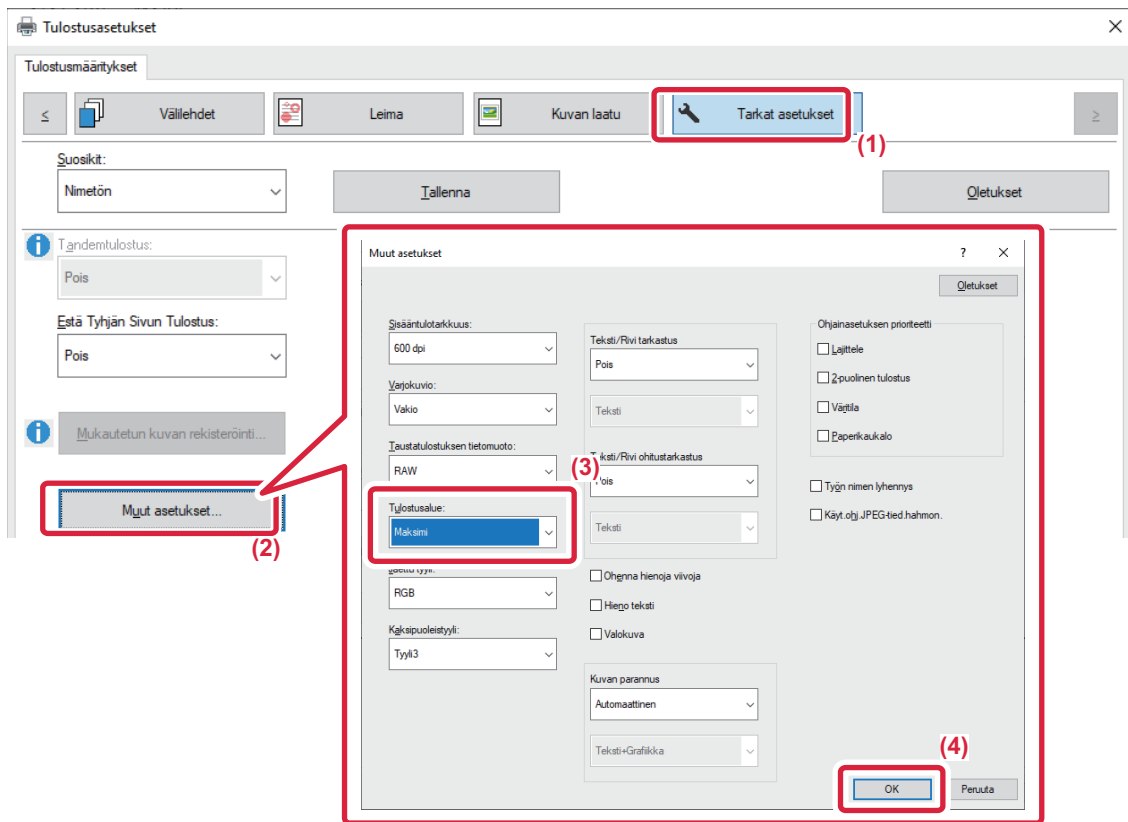 Tulostusasetukset
Tulostusmääritykset
<
Välilehdet
Leima
Kuvan laatu
Tarkat asetukset
>
(1)
Suosikit:
Nimetön
Tallenna
Oletukset
Tandemtulostus:
Pois
Estä Tyhjän Sivun Tulostus:
Pois
Mukautetun kuvan rekisteröinti...
Muut asetukset...
(2)
Muut asetukset
?
Oletukset
Sisääntulotarkkuus:
600 dpi
Varjokuvio:
Vakio
Taustatulostuksen tietomuoto:
RAW
(3)
Tulostusalue:
Maksimi
RGB
Kaksipuoleistyyli:
Tyyli3
Teksti/Rivi tarkastus
Pois
Teksti
Teksti/Rivi ohitustarkastus
Pois
Teksti
Ohenna hienoja viivoja
Hieno teksti
Valokuva
Kuvan parannus
Automaattinen
Teksti+Grafiikka
Ohjainasetuksen prioriteetti
Lajittele
2-puolinen tulostus
Väritila
Paperikaukalo
Työn nimen lyhennys
Käyt.ohj.JPEG-tied.hahmon.
(4)
OK
Peruuta